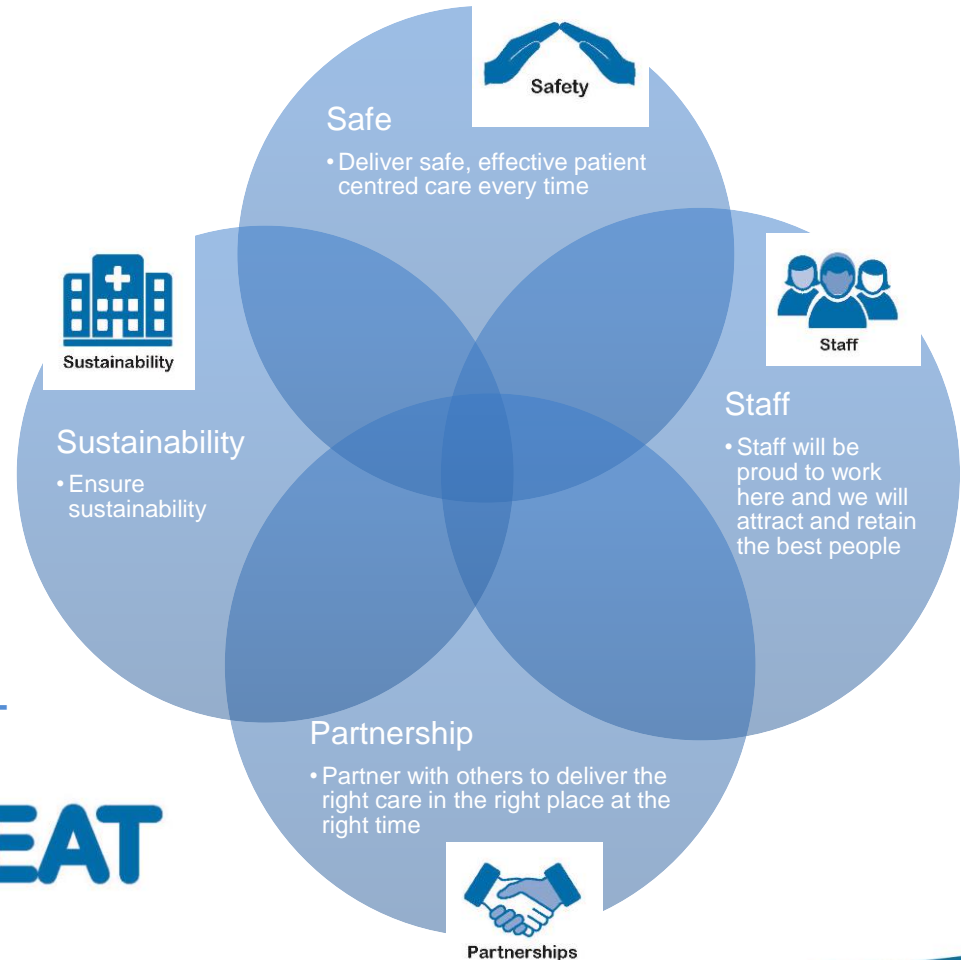 Safety
Safe
• Deliver safe, effective patient
centred care every time
Sustainability
Staff
Staff
• Staff will be
proud to work
here and we will
attract and retain
the best people
Sustainability
• Ensure
sustainability
Partnership
• Partner with others to deliver the
right care in the right place at the
right time
EAT
Partnerships